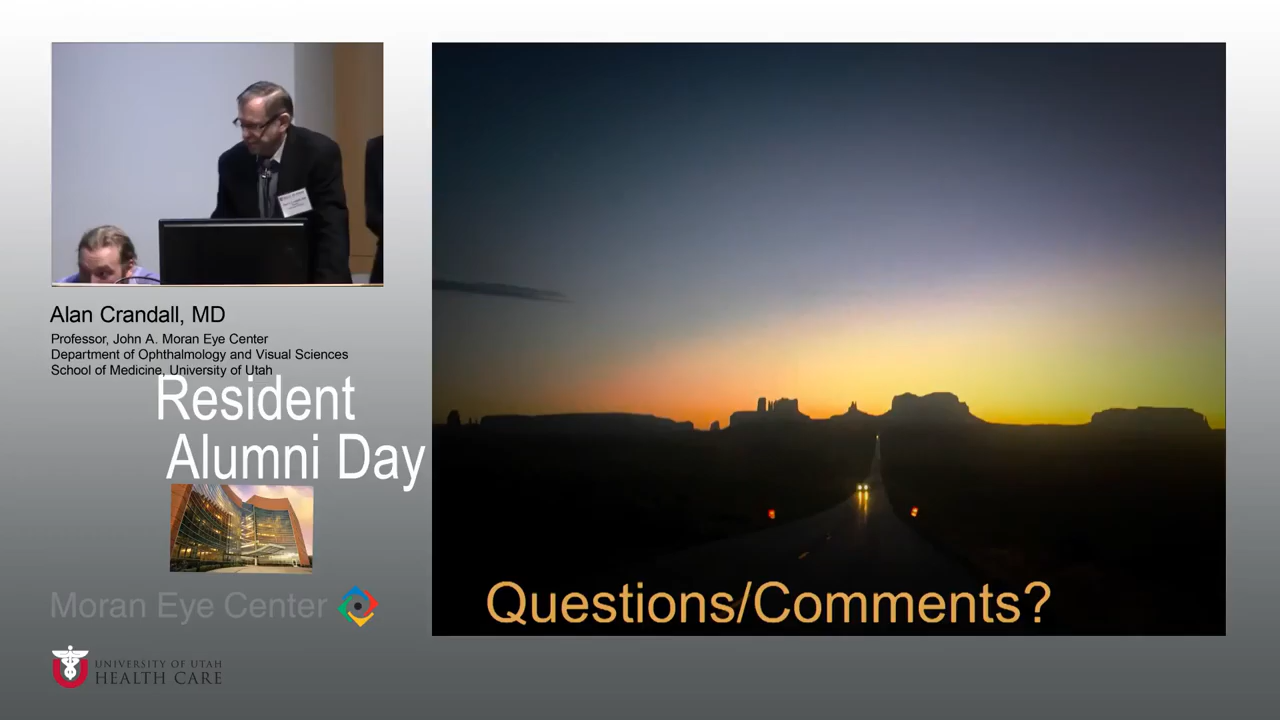 Alan Crandall, MD
Professor, John A. Moran Eye Center
Department of Ophthalmology and Visual Sciences
School of Medicine, University of Utah
Resident
Alumni Day
Moran Eye Center
UNIVERSITY OF UTAH
HEALTH CARE
Questions/Comments?